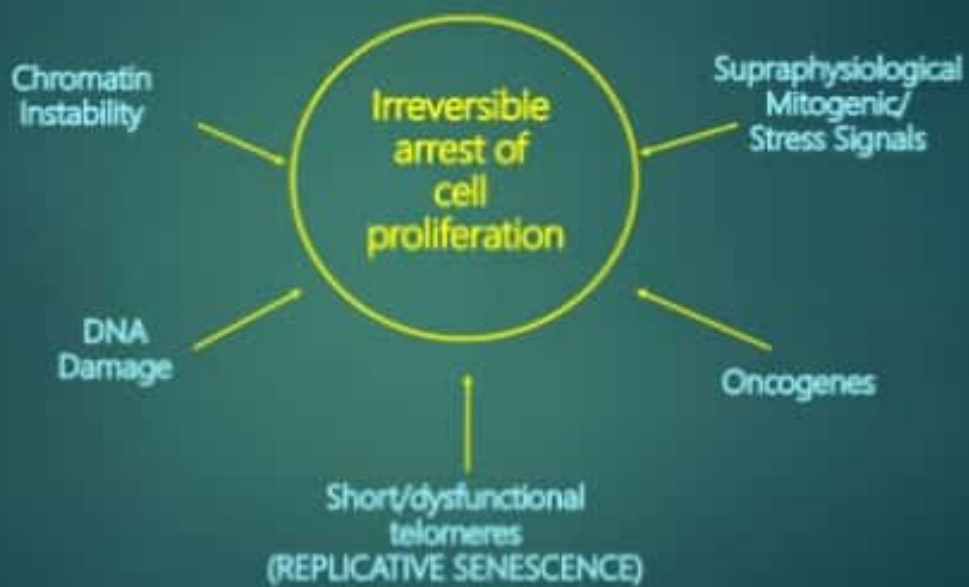 Chromatin
Instability
Irreversible
arrest of
cell
proliferation
Supraphysiological
Mitogenic/
Stress Signals
DNA
Damage
Oncogenes
Short/dysfunctional
telomeres
(REPLICATIVE SENESCENCE)